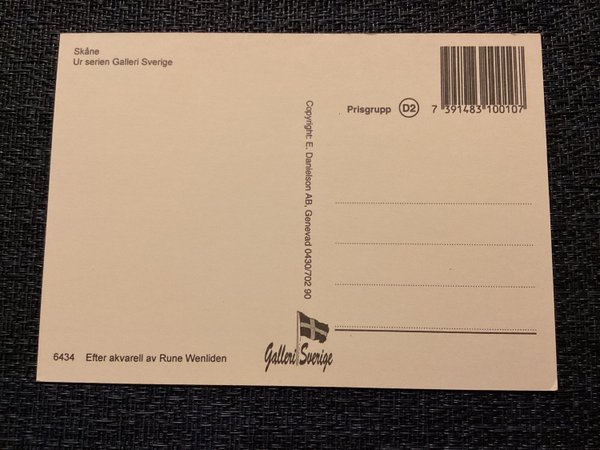 Skåne
Ur serien Galleri Sverige
Prisgrupp D2
7 391483 100107
Copyright: E. Danielson AB, Genevad 0430/702 90
Galleri Sverige
6434 Efter akvarell av Rune Wenliden